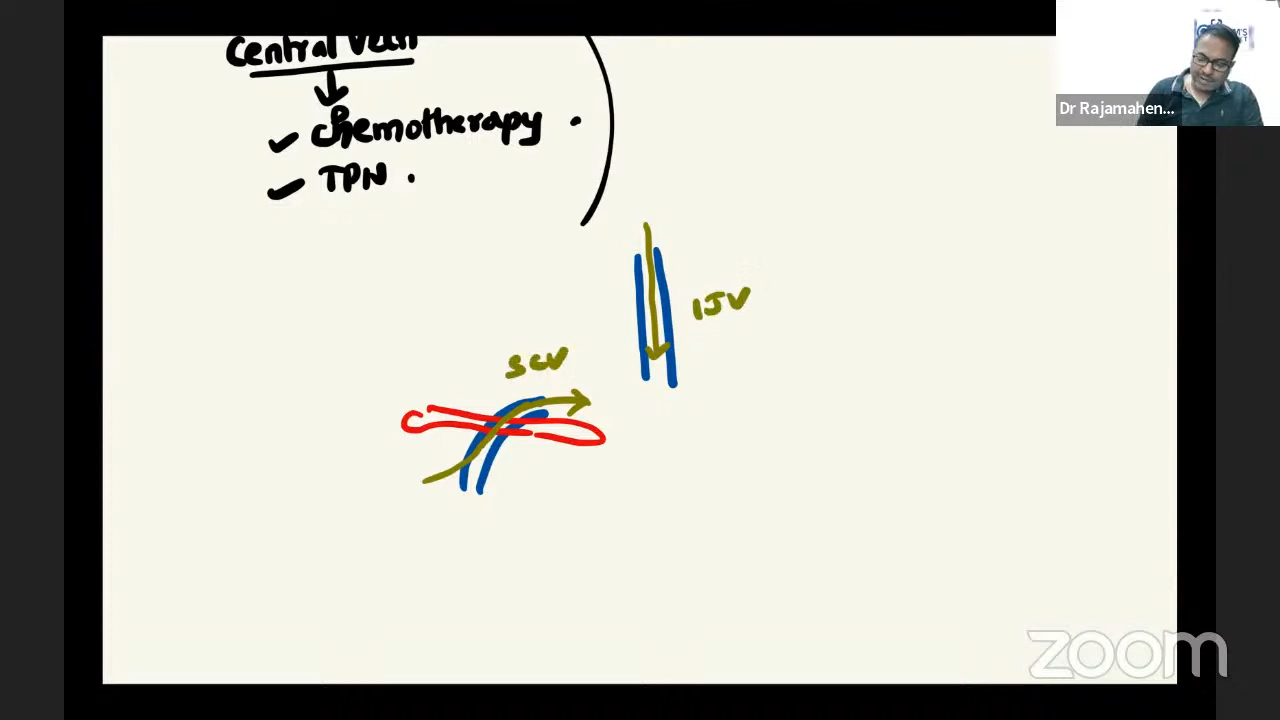 Central Vein
Chemotherapy
TPN
IJV
SCV
Dr Rajamahen...
zoom